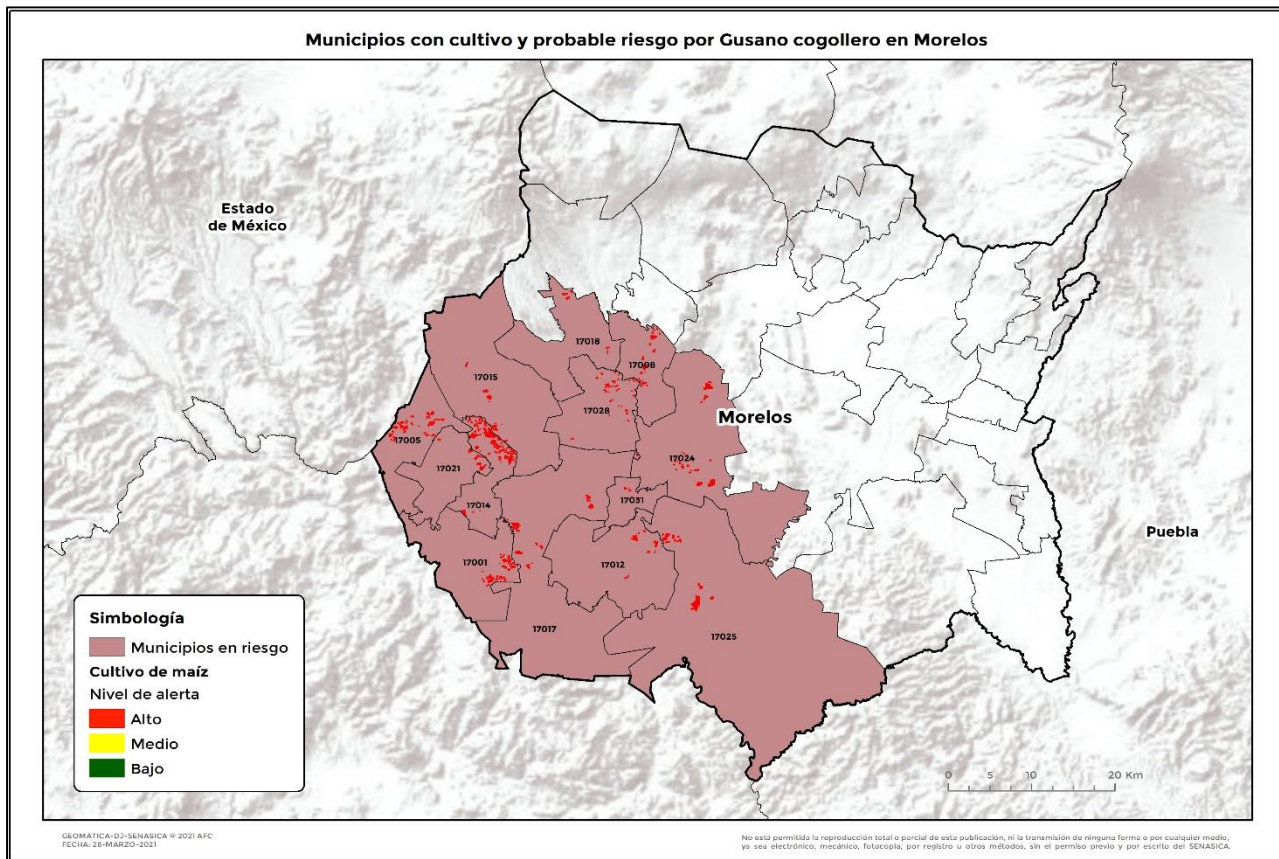 Municipios con cultivo y probable riesgo por Gusano cogollero en Morelos
Estado
de México
17018
17008
17015
17028
Morelos
17005
17021
17024
17014
17031
Puebla
17001
17012
17017
17025
Simbología
Municipios en riesgo
Cultivo de maíz
Nivel de alerta
Alto
Medio
Bajo
0 5 10 20 Km
GEOMATICA-DJ-SENASICA © 2021 AFC
FECHA: 26-MARZO-2021
No está permitida la reproducción total o parcial de esta publicación, ni la transmisión de ninguna forma o por cualquier medio,
ya sea electrónico, mecánico, fotocopia, por registro u otros métodos, sin el permiso previo y por escrito del SENASICA.